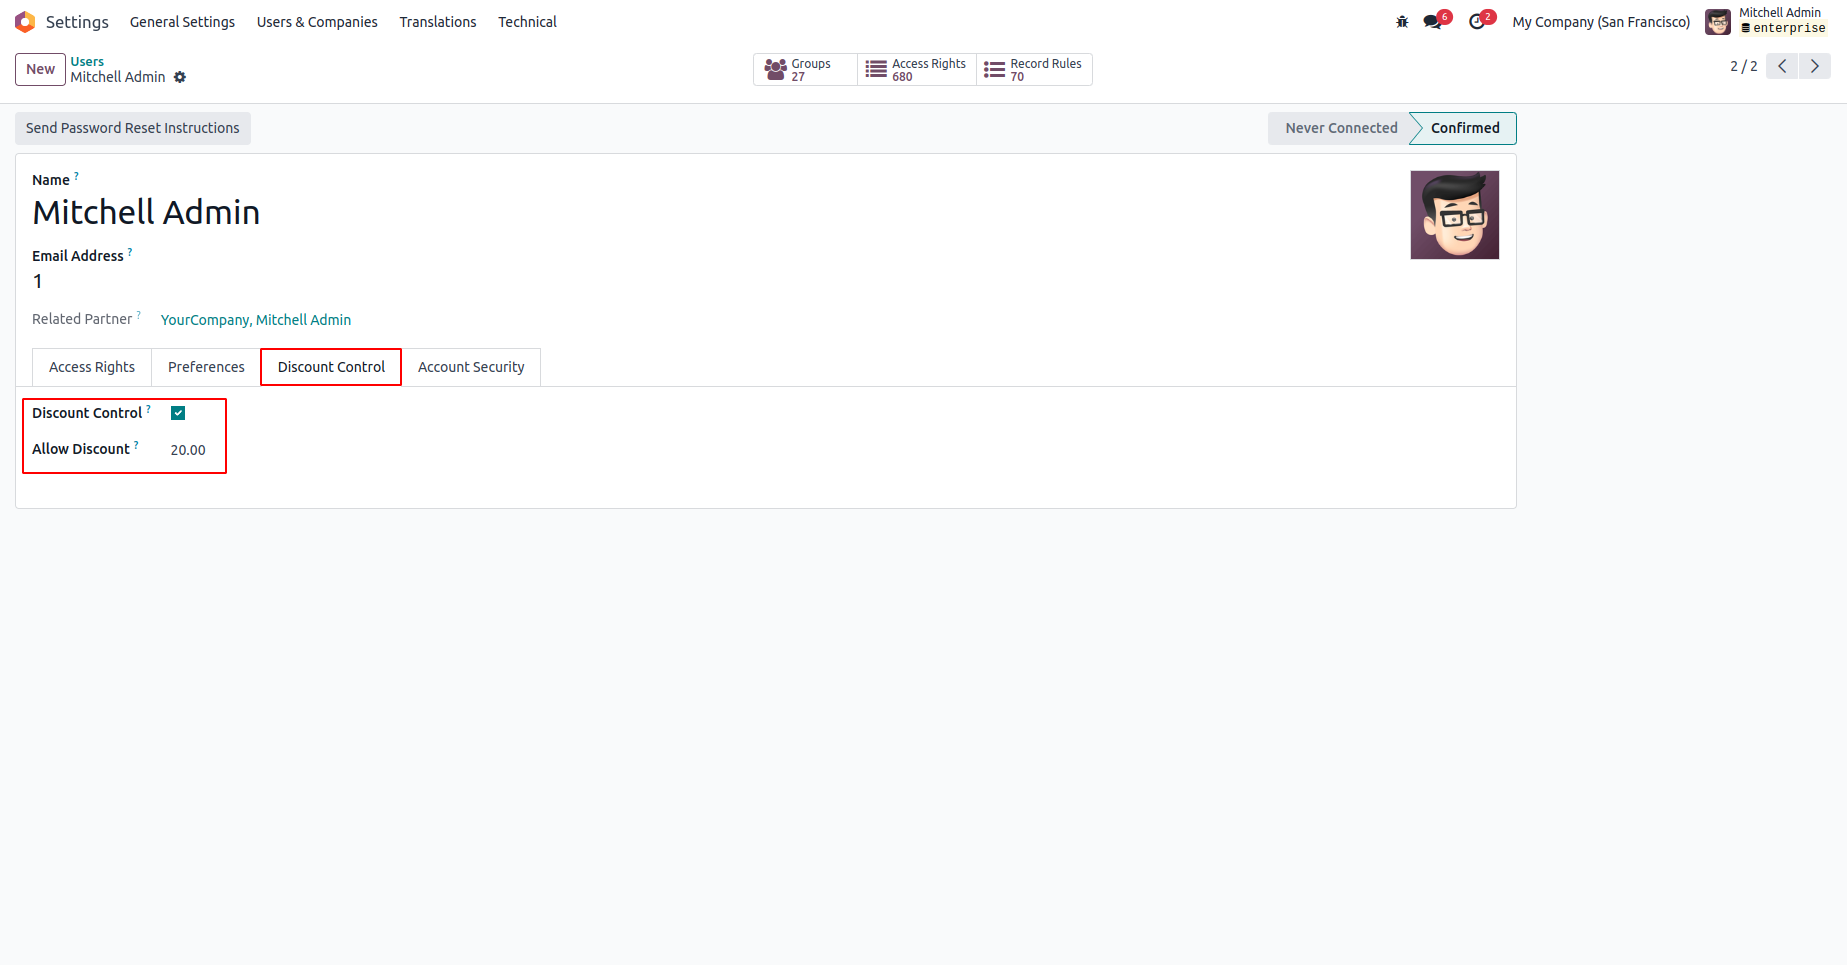 Settings General Settings Users & Companies Translations Technical 6 2 My Company (San Francisco) Mitchell Admin
enterprise
New Users
Mitchell Admin
Groups
27
Access Rights
680
Record Rules
70
2 / 2
Send Password Reset Instructions Never Connected Confirmed
Name ?
Mitchell Admin
Email Address ?
1
Related Partner ? YourCompany, Mitchell Admin
Access Rights Preferences Discount Control Account Security
Discount Control ?
Allow Discount ? 20.00